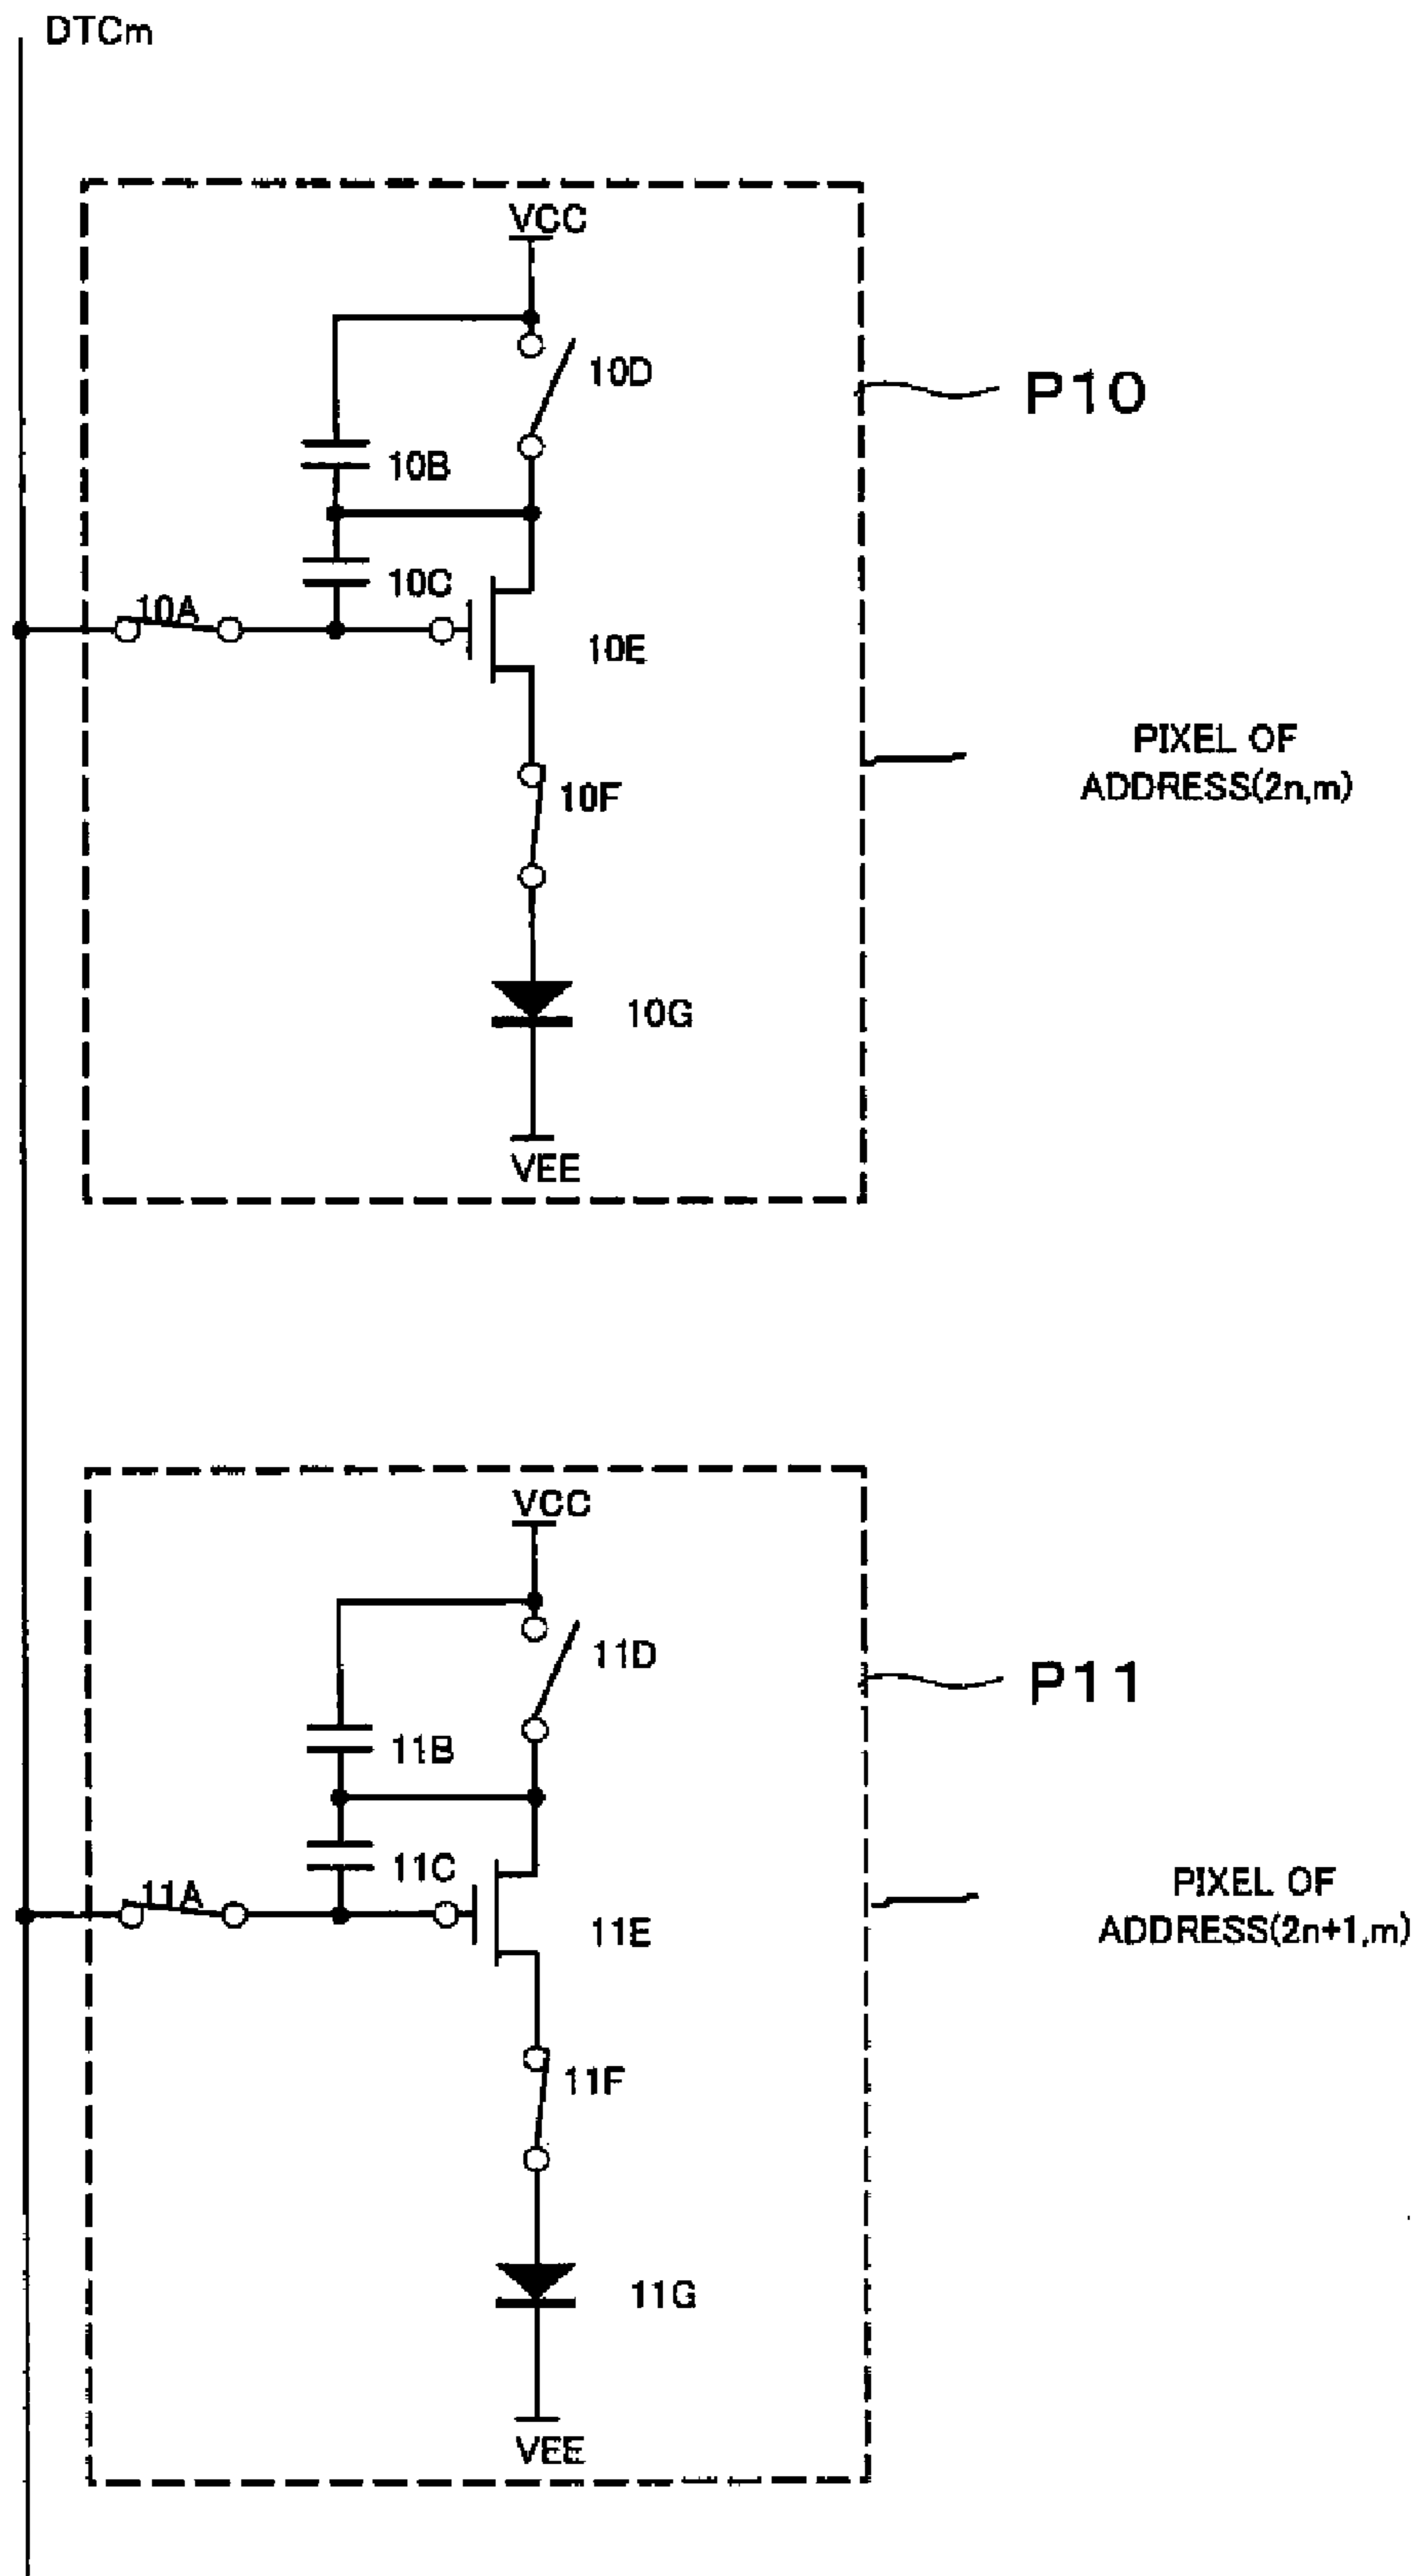 DTCm
VCC
10D
P10
10B
10C
10A
10E
PIXEL OF
ADDRESS(2n,m)
10F
10G
VEE
VCC
11D
P11
11B
11C
11A
11E
PIXEL OF
ADDRESS(2n+1,m)
11F
11G
VEE